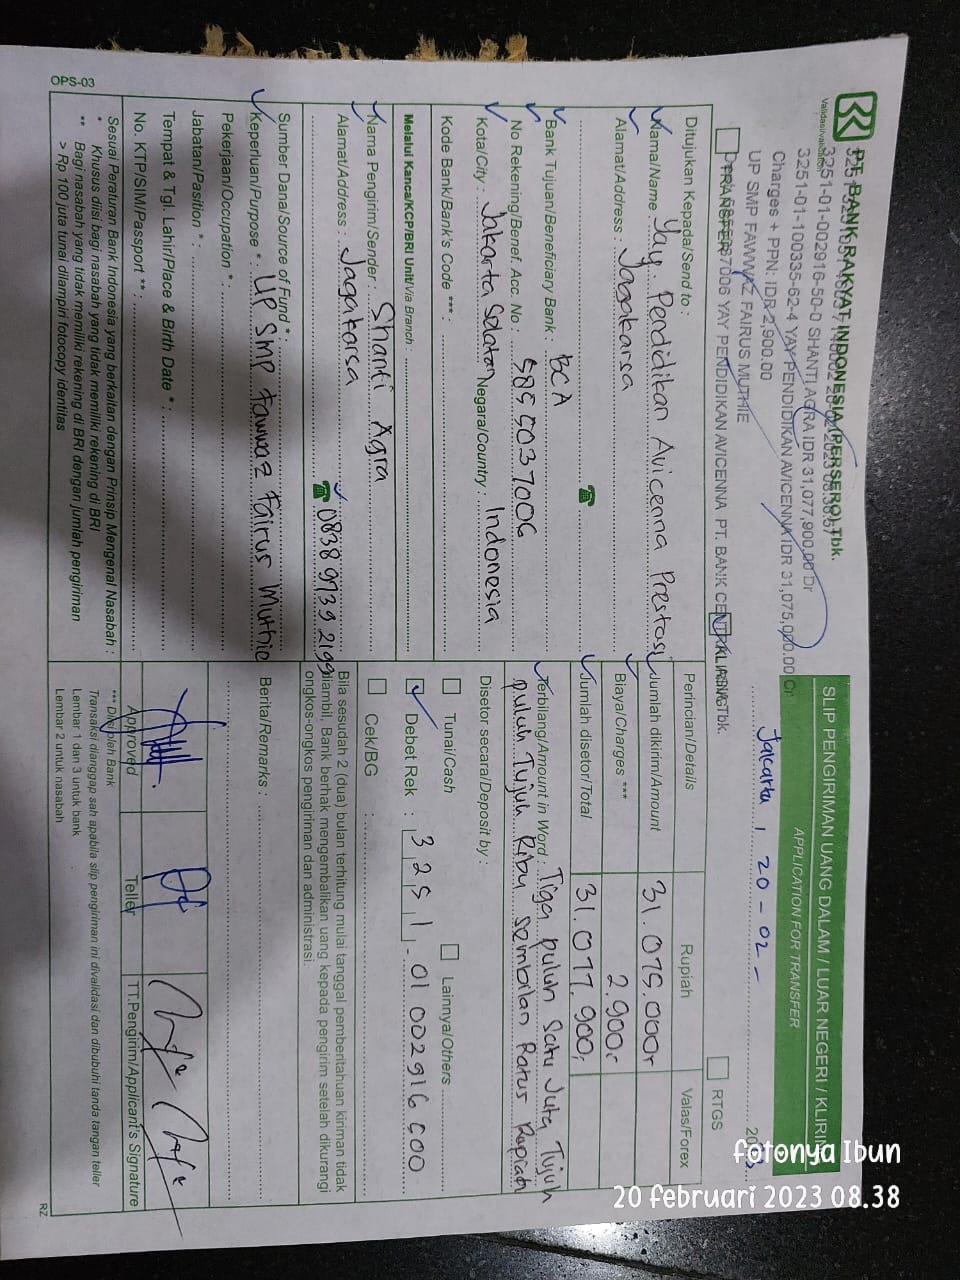 OPS-03
PT. BANK RAKYAT INDONESIA (PERSERO) Tbk.
Validasi/validation
3251-01-002916-50-0 SHANTI AGRA IDR 31,077,900.00 Dr
3251-01-100335-62-4 YAY PENDIDIKAN AVICENNA IDR 31,075,000.00 Cr
Charges + PPN: IDR 2,900.00
UP SMP FAWWAZ FAIRUS MUTHIE
YAY PENDIDIKAN AVICENNA PT. BANK CENTRAL ASIA Tbk.
SLIP PENGIRIMAN UANG DALAM / LUAR NEGERI / KLIRING
APPLICATION FOR TRANSFER
Jakarta, 20-02-
TRANSFER
KLIRING
RTGS
Ditujukan Kepada/Send to :
Nama/Name : Yay. Pendidikan Avicenna Prestasi
Alamat/Address : Jagakarsa
Bank Tujuan/Beneficiary Bank : BCA
No Rekening/Benef. Acc. No : 5855037006
Kota/City : Jakarta Selatan Negara/Country : Indonesia
Kode Bank/Bank's Code *** :
Melalui Kanca/KCP/BRI Unit/Via Branch
Nama Pengirim/Sender : Shanti Agra
Alamat/Address : Jagakarsa
0838 9739 2199
Sumber Dana/Source of Fund * :
Keperluan/Purpose * : UP SMP Fawwaz Fairus Muthie
Pekerjaan/Occupation * :
Jabatan/Position * :
Tempat & Tgl. Lahir/Place & Birth Date * :
No. KTP/SIM/Passport ** :
Sesuai Peraturan Bank Indonesia yang berkaitan dengan Prinsip Mengenal Nasabah :
* Khusus diisi bagi nasabah yang tidak memiliki rekening di BRI
** Bagi nasabah yang tidak memiliki rekening di BRI dengan jumlah pengiriman
> Rp 100 juta tunai dilampiri fotocopy identitas
Perincian/Details Rupiah Valas/Forex
Jumlah dikirim/Amount 31.075.000,-
Biaya/Charges *** 2.900,-
Jumlah disetor/Total 31.077.900,-
Terbilang/Amount in Word : Tiga puluh Satu Juta Tujuh
puluh Tujuh Ribu sembilan Ratus Rupiah
Disetor secara/Deposit by :
Tunai/Cash
Lainnya/Others
Debet Rek : 3251.01 002916 500
Cek/BG :
Bila sesudah 2 (dua) bulan terhitung mulai tanggal pemberitahuan kiriman tidak
diambil, Bank berhak mengembalikan uang kepada pengirim setelah dikurangi
ongkos-ongkos pengiriman dan administrasi.
Berita/Remarks :
Approved
Teller
TT.Pengirim/Applicant's Signature
*** Diisi oleh Bank
Transaksi dianggap sah apabila slip pengiriman ini divalidasi dan dibubuhi tanda tangan teller
Lembar 1 dan 3 untuk bank
Lembar 2 untuk nasabah
RZ
fotonya Ibun
20 februari 2023 08.38